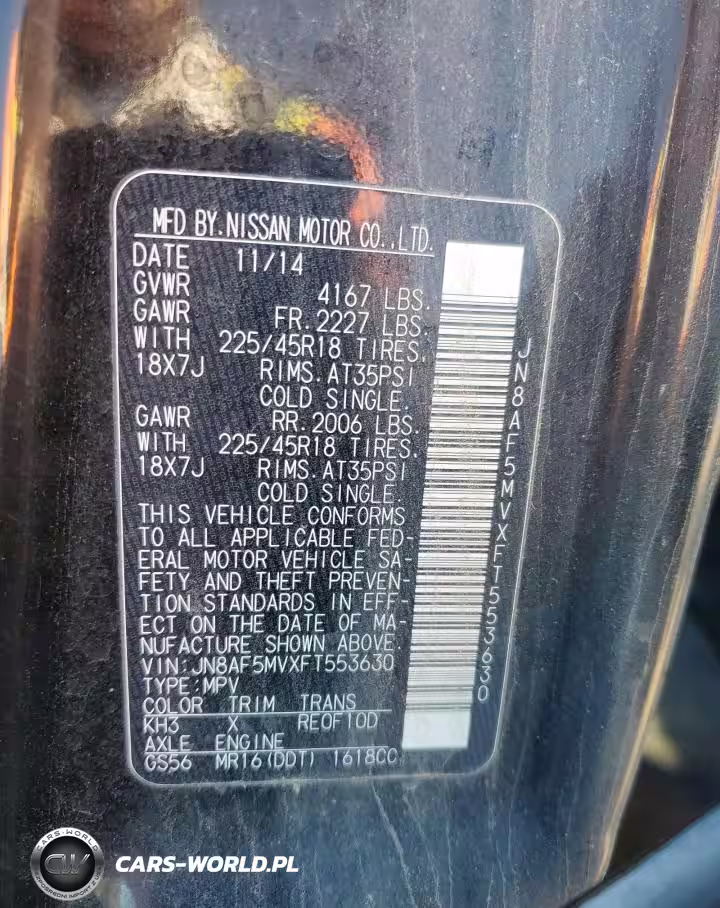 MFD BY.NISSAN MOTOR CO.,LTD.
DATE 11/14
GVWR 4167 LBS.
GAWR FR.2227 LBS.
WITH 225/45R18 TIRES,
18X7J RIMS.AT35PSI
COLD SINGLE.
GAWR RR.2006 LBS.
WITH 225/45R18 TIRES,
18X7J RIMS.AT35PSI
COLD SINGLE.
THIS VEHICLE CONFORMS
TO ALL APPLICABLE FED-
ERAL MOTOR VEHICLE SA-
FETY AND THEFT PREVEN-
TION STANDARDS IN EFF-
ECT ON THE DATE OF MA-
NUFACTURE SHOWN ABOVE.
VIN:JN8AF5MVXFT553630
TYPE:MPV
COLOR TRIM TRANS
KH3 X RE0F10D
AXLE ENGINE
GS56 MR16(DDT) 1618CC
JN8AF5MVXFT553630
CARS-WORLD
CW
CARS-WORLD.PL